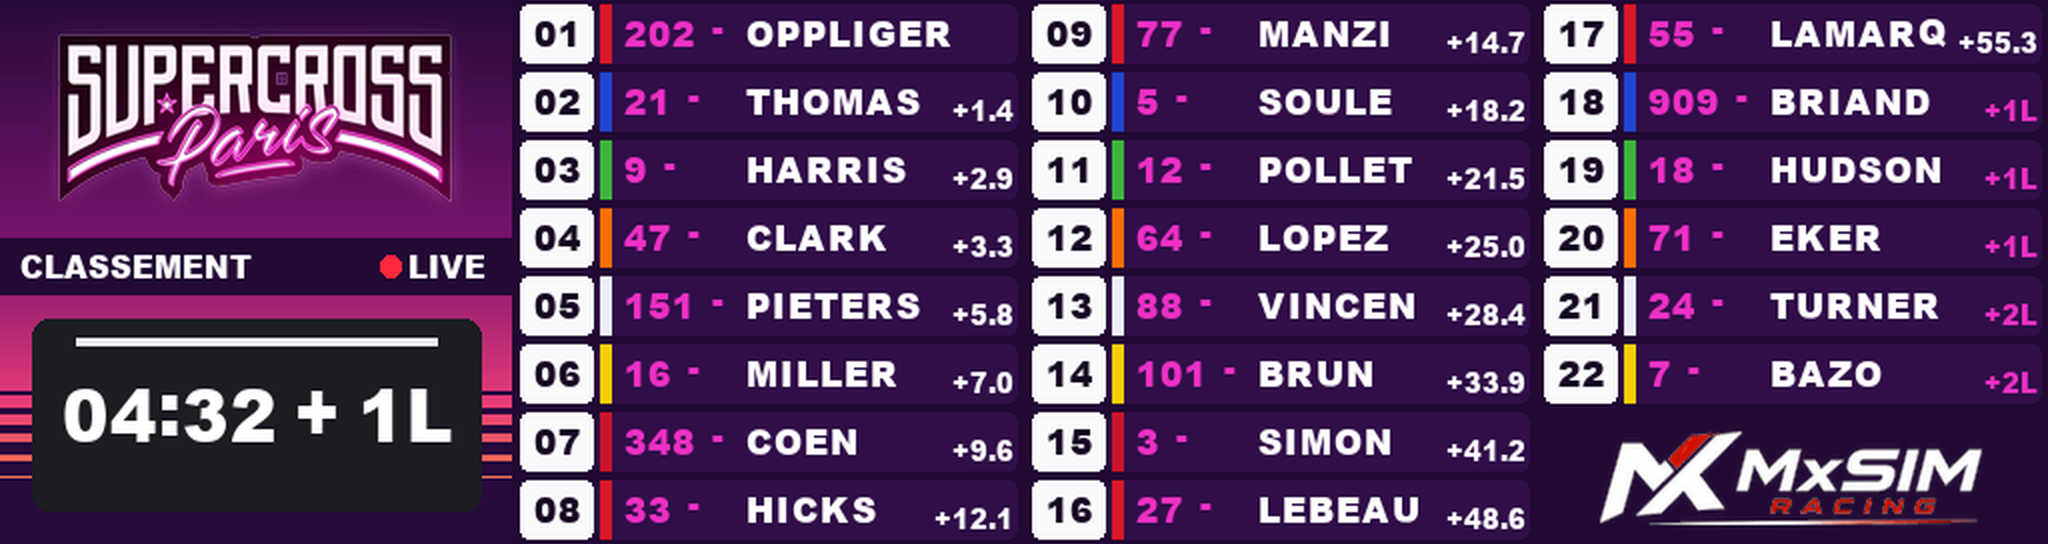 SUPERCROSS
Paris
CLASSEMENT LIVE
04:32 + 1L
01 202 - OPPLIGER
02 21 - THOMAS +1.4
03 9 - HARRIS +2.9
04 47 - CLARK +3.3
05 151 - PIETERS +5.8
06 16 - MILLER +7.0
07 348 - COEN +9.6
08 33 - HICKS +12.1
09 77 - MANZI +14.7
10 5 - SOULE +18.2
11 12 - POLLET +21.5
12 64 - LOPEZ +25.0
13 88 - VINCEN +28.4
14 101 - BRUN +33.9
15 3 - SIMON +41.2
16 27 - LEBEAU +48.6
17 55 - LAMARQ +55.3
18 909 - BRIAND +1L
19 18 - HUDSON +1L
20 71 - EKER +1L
21 24 - TURNER +2L
22 7 - BAZO +2L
MX MXSIM
RACING